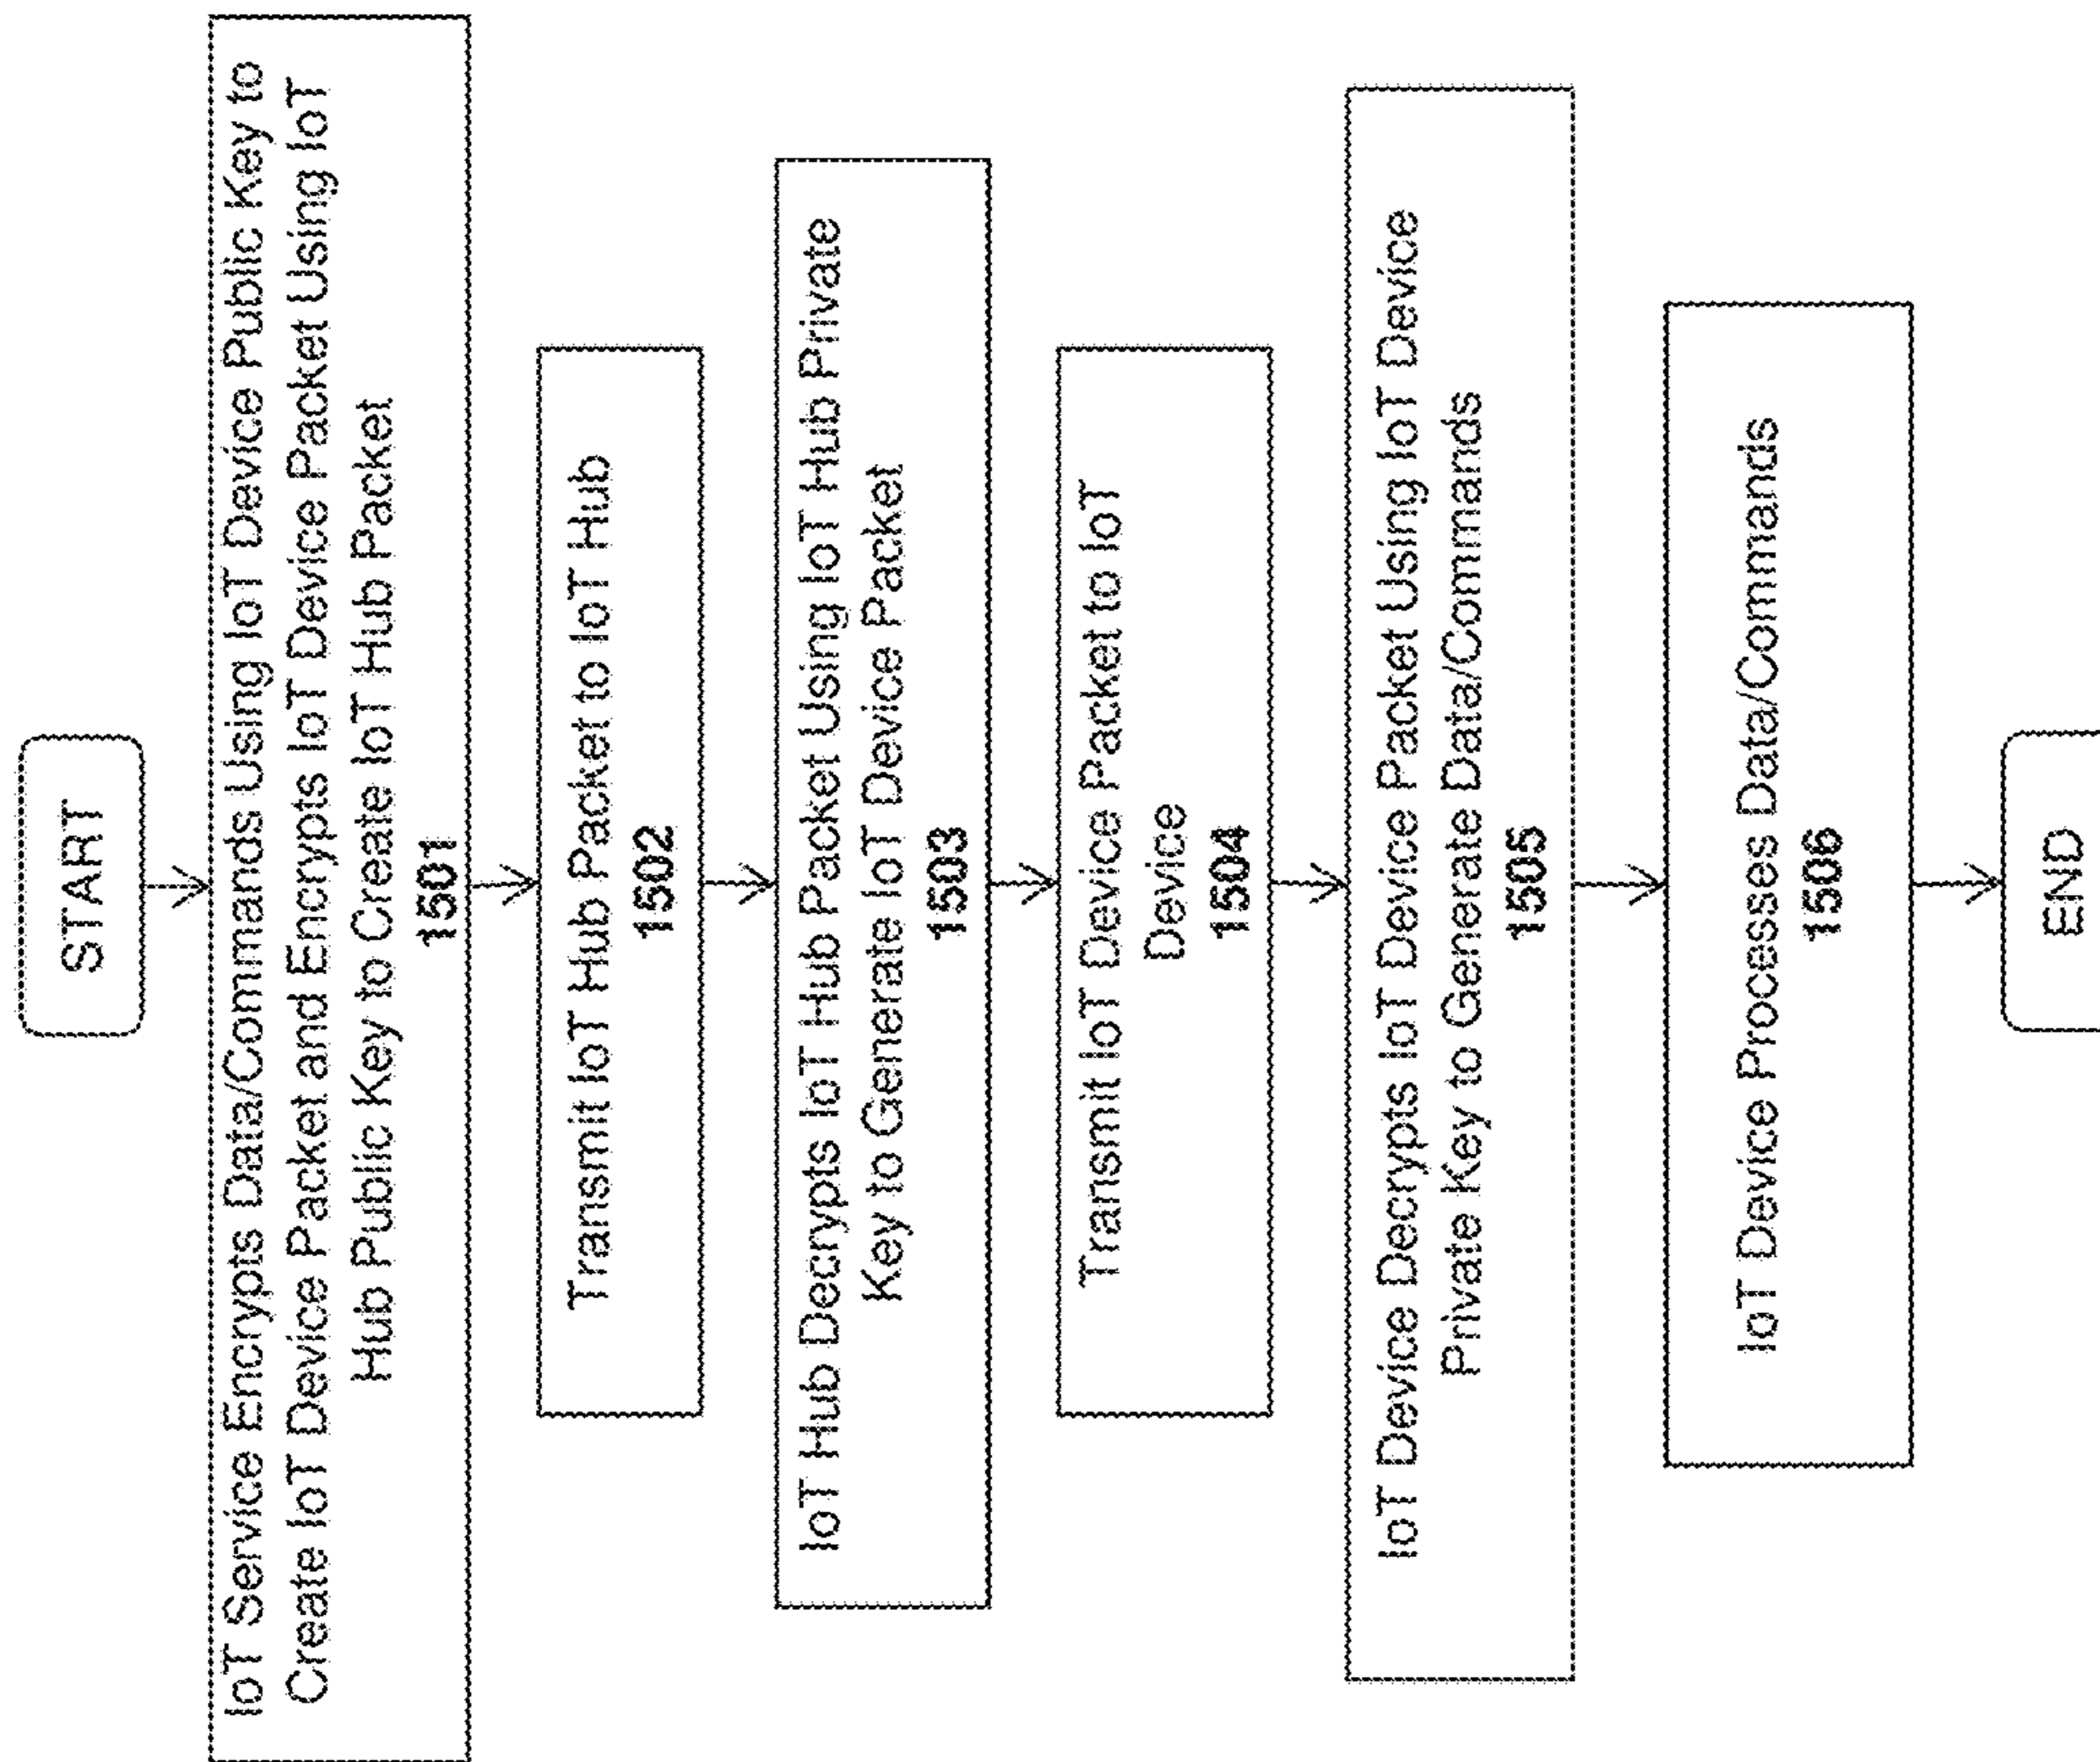 START
IoT Service Encrypts Data/Commands Using IoT Device Public Key to
Create IoT Device Packet and Encrypts IoT Device Packet Using IoT
Hub Public Key to Create IoT Hub Packet
1501
Transmit IoT Hub Packet to IoT Hub
1502
IoT Hub Decrypts IoT Hub Packet Using IoT Hub Private
Key to Generate IoT Device Packet
1503
Transmit IoT Device Packet to IoT
Device
1504
IoT Device Decrypts IoT Device Packet Using IoT Device
Private Key to Generate Data/Commands
1505
IoT Device Processes Data/Commands
1506
END